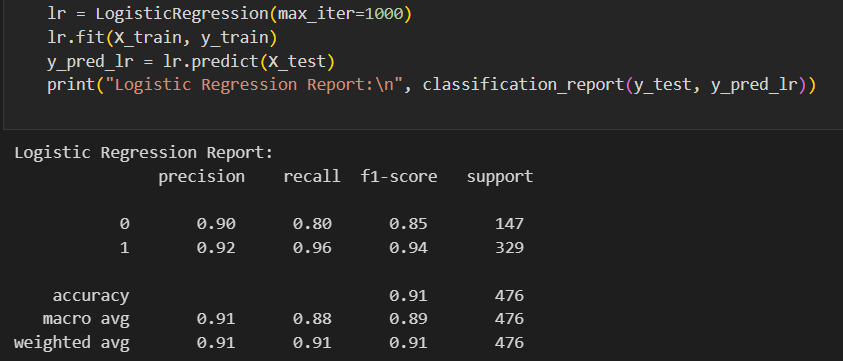 lr = LogisticRegression(max_iter=1000)
lr.fit(X_train, y_train)
y_pred_lr = lr.predict(X_test)
print("Logistic Regression Report:\n", classification_report(y_test, y_pred_lr))
Logistic Regression Report:
precision recall f1-score support
0 0.90 0.80 0.85 147
1 0.92 0.96 0.94 329
accuracy 0.91 476
macro avg 0.91 0.88 0.89 476
weighted avg 0.91 0.91 0.91 476